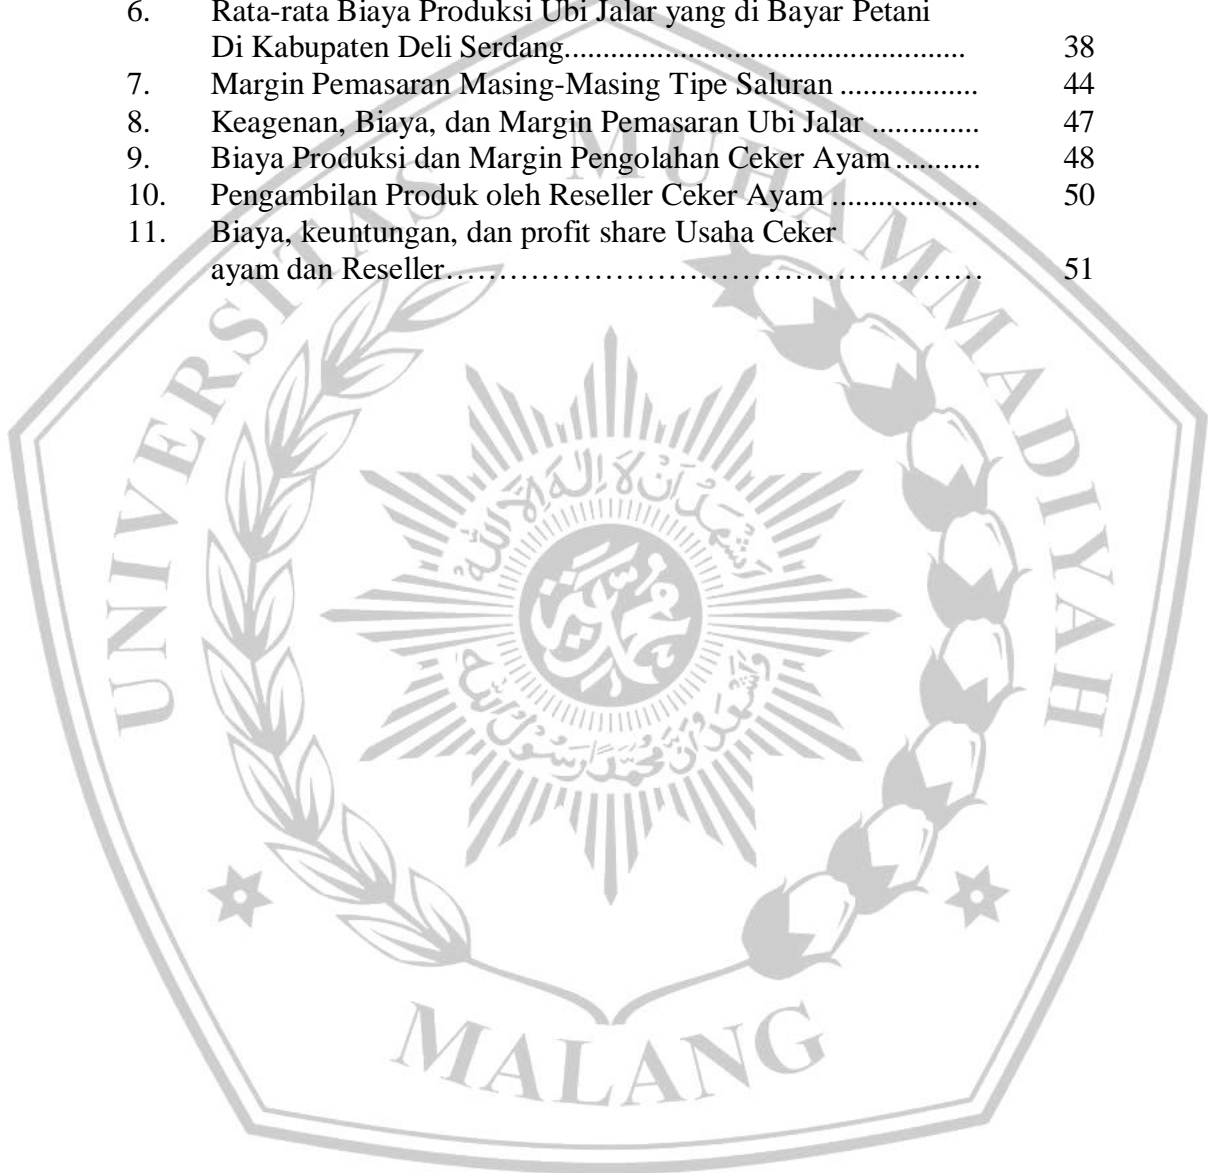 6. Rata-rata Biaya Produksi Ubi Jalar yang di Bayar Petani
Di Kabupaten Deli Serdang................................................... 38
7. Margin Pemasaran Masing-Masing Tipe Saluran .................. 44
8. Keagenan, Biaya, dan Margin Pemasaran Ubi Jalar .............. 47
9. Biaya Produksi dan Margin Pengolahan Ceker Ayam ........... 48
10. Pengambilan Produk oleh Reseller Ceker Ayam ................... 50
11. Biaya, keuntungan, dan profit share Usaha Ceker
ayam dan Reseller…………………………………………… 51
UNIVERSITAS MUHAMMADIYAH
MALANG